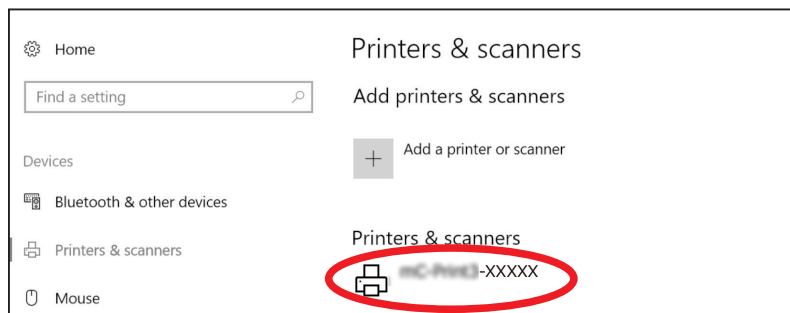 Home
Find a setting
Devices
Bluetooth & other devices
Printers & scanners
Mouse
Printers & scanners
Add printers & scanners
Add a printer or scanner
Printers & scanners
-XXXXX